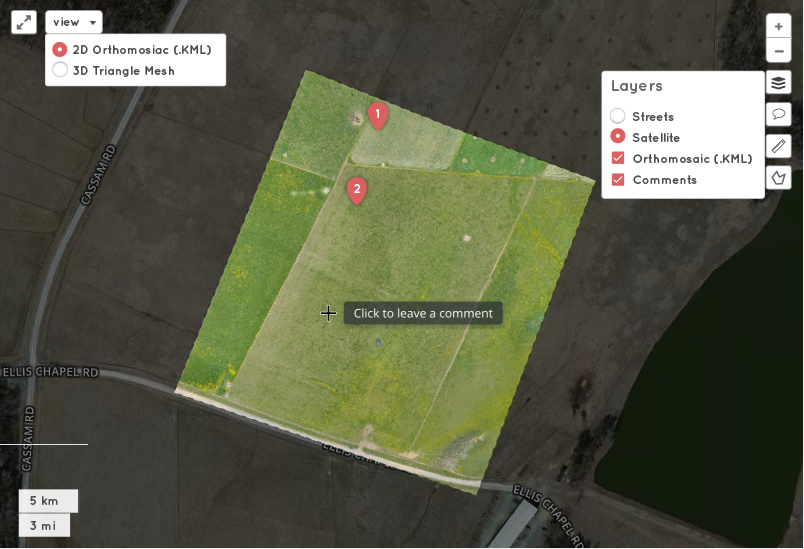 view
2D Orthomosiac (.KML)
3D Triangle Mesh
+
−
Layers
Streets
Satellite
Orthomosaic (.KML)
Comments
1
2
CASSAM RD
Click to leave a comment
ELLIS CHAPEL RD
CASSAM RD
ELLIS CHAPEL RD
5 km
3 mi